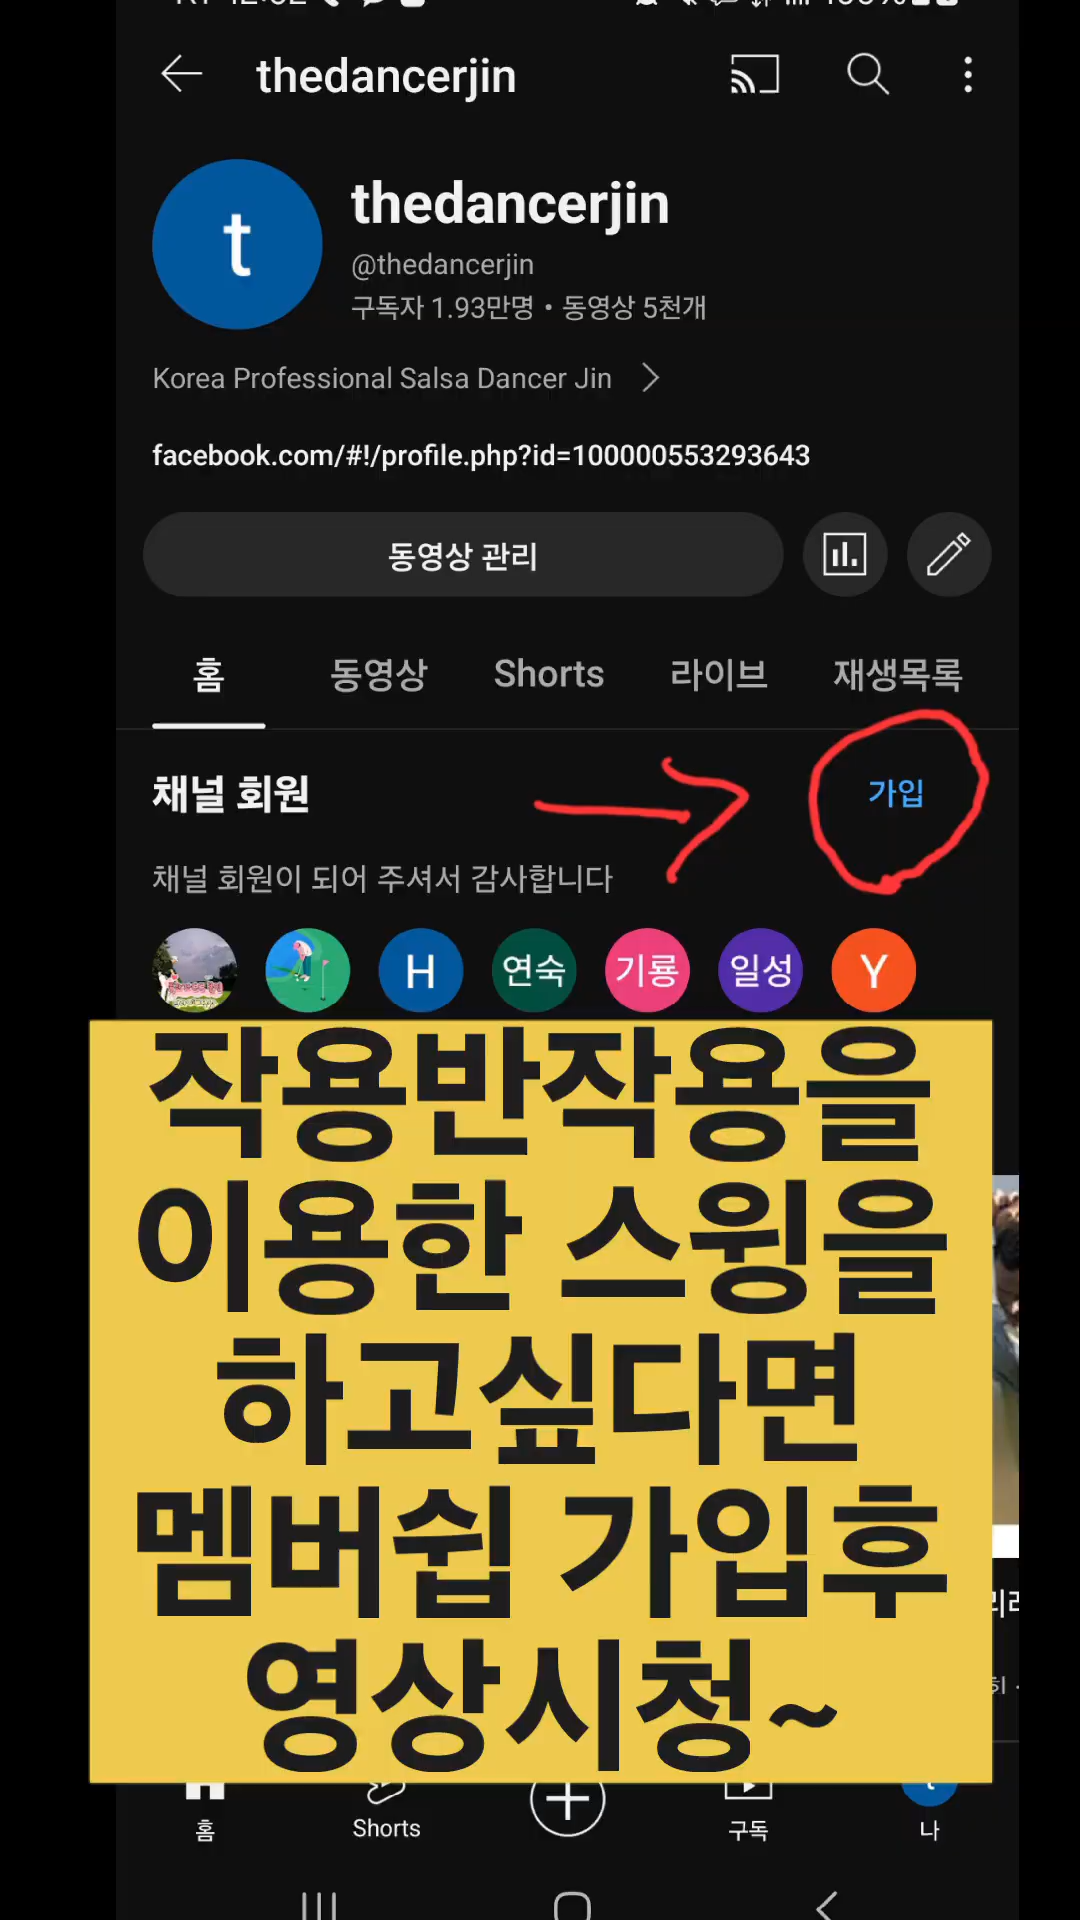 thedancerjin
t
thedancerjin
@thedancerjin
구독자 1.93만명 • 동영상 5천개
Korea Professional Salsa Dancer Jin
facebook.com/#!/profile.php?id=100000553293643
동영상 관리
홈 동영상 Shorts 라이브 재생목록
채널 회원 가입
채널 회원이 되어 주셔서 감사합니다
H 연숙 기룡 일성 Y
작용반작용을
이용한 스윙을
하고싶다면
멤버쉽 가입후
영상시청~
홈 Shorts 구독 나